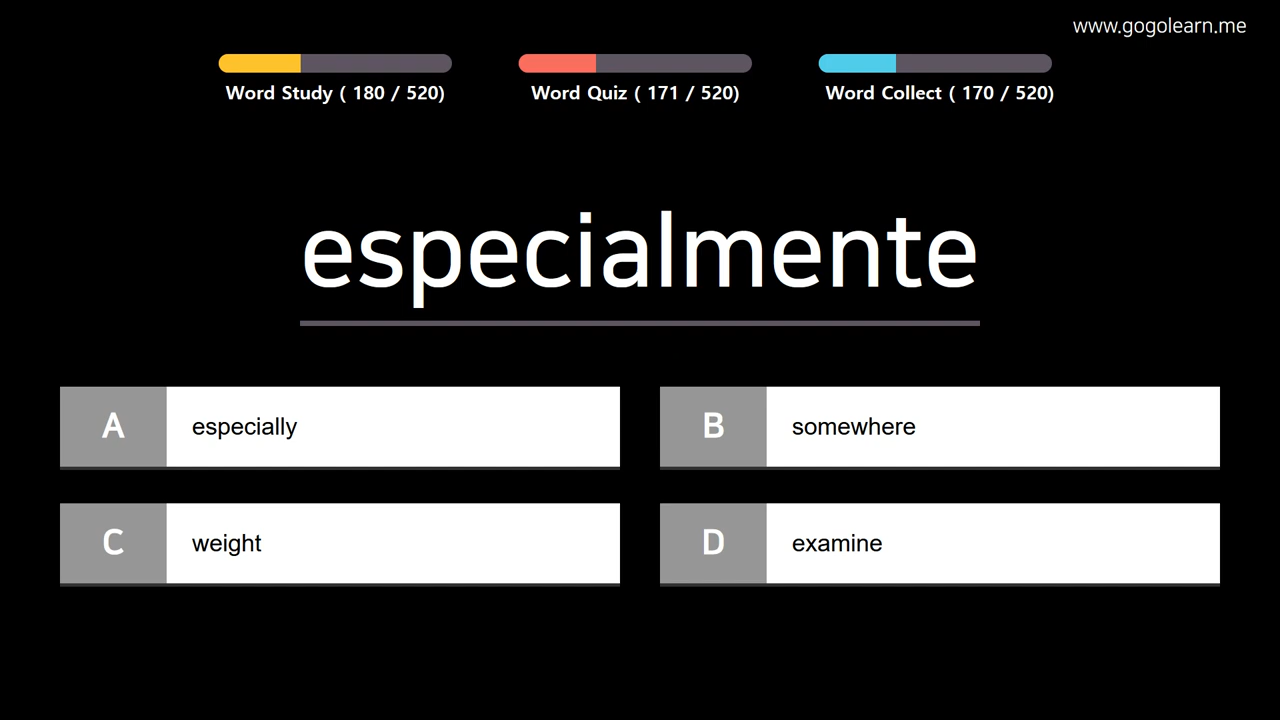 www.gogolearn.me
Word Study ( 180 / 520)
Word Quiz ( 171 / 520)
Word Collect ( 170 / 520)
especialmente
A especially
B somewhere
C weight
D examine